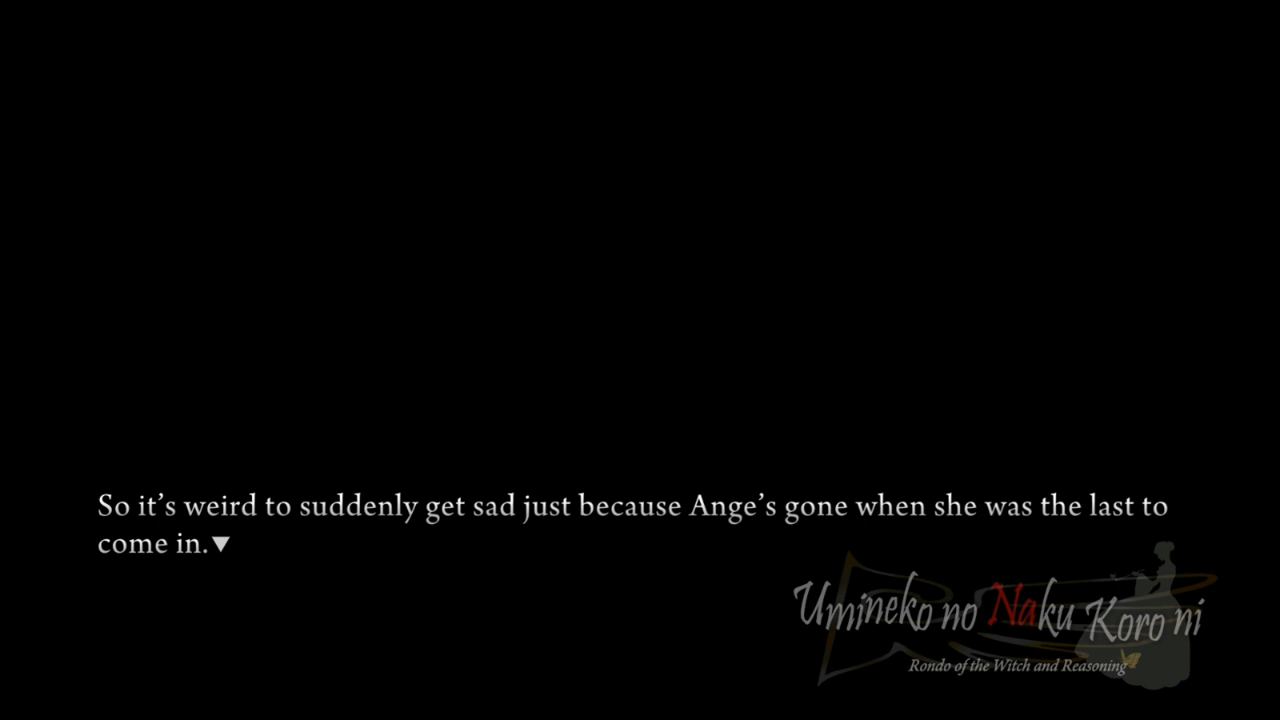 So it’s weird to suddenly get sad just because Ange’s gone when she was the last to
come in.▼
Umineko no Naku Koro ni
Rondo of the Witch and Reasoning